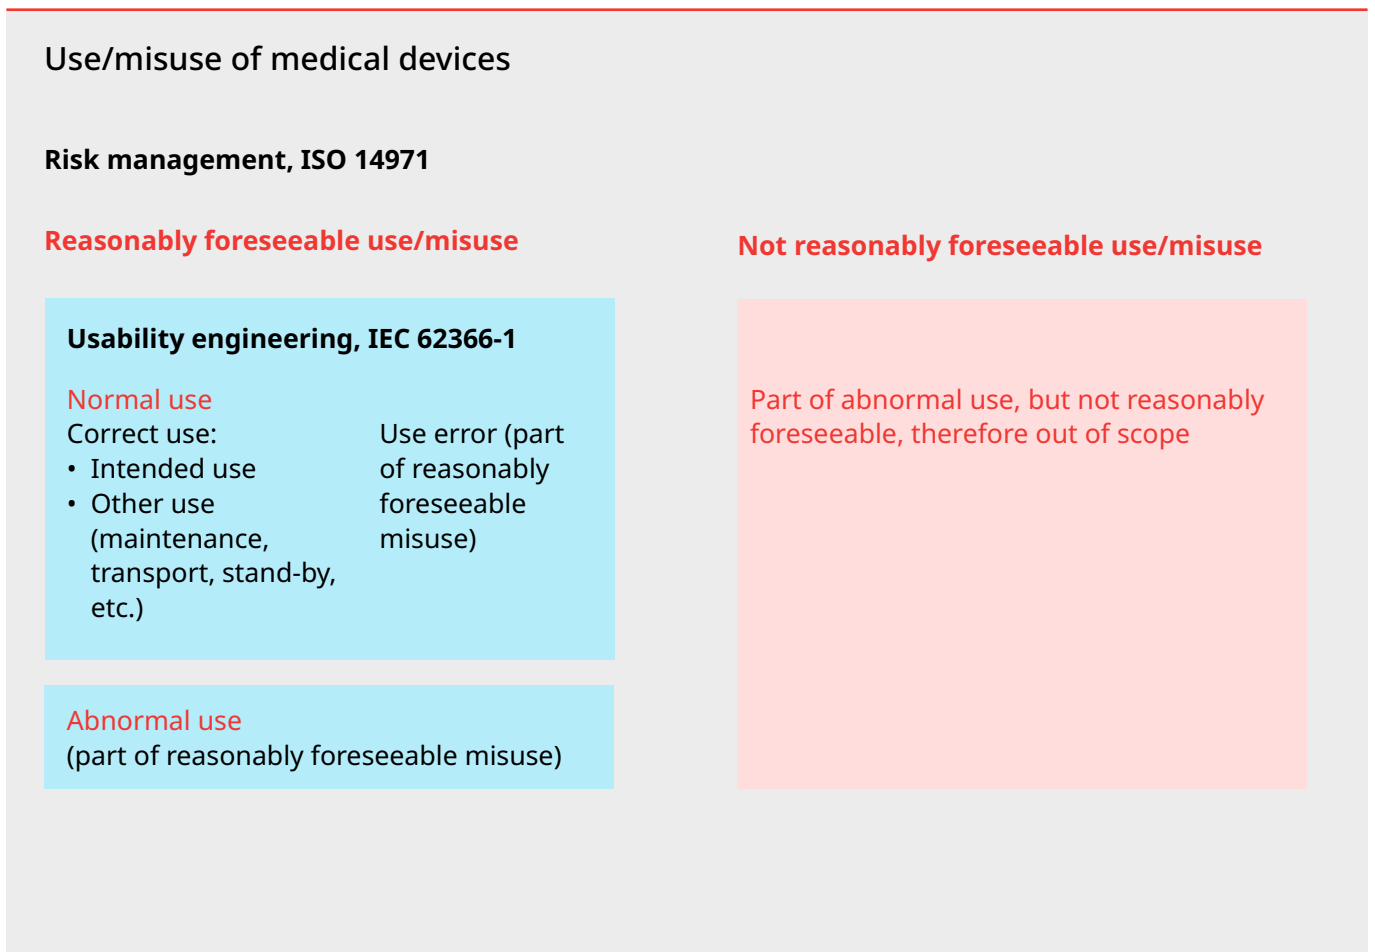 Use/misuse of medical devices
Risk management, ISO 14971
Reasonably foreseeable use/misuse
Usability engineering, IEC 62366-1
Normal use
Correct use:
• Intended use
• Other use
(maintenance,
transport, stand-by,
etc.)
Use error (part
of reasonably
foreseeable
misuse)
Abnormal use
(part of reasonably foreseeable misuse)
Not reasonably foreseeable use/misuse
Part of abnormal use, but not reasonably
foreseeable, therefore out of scope